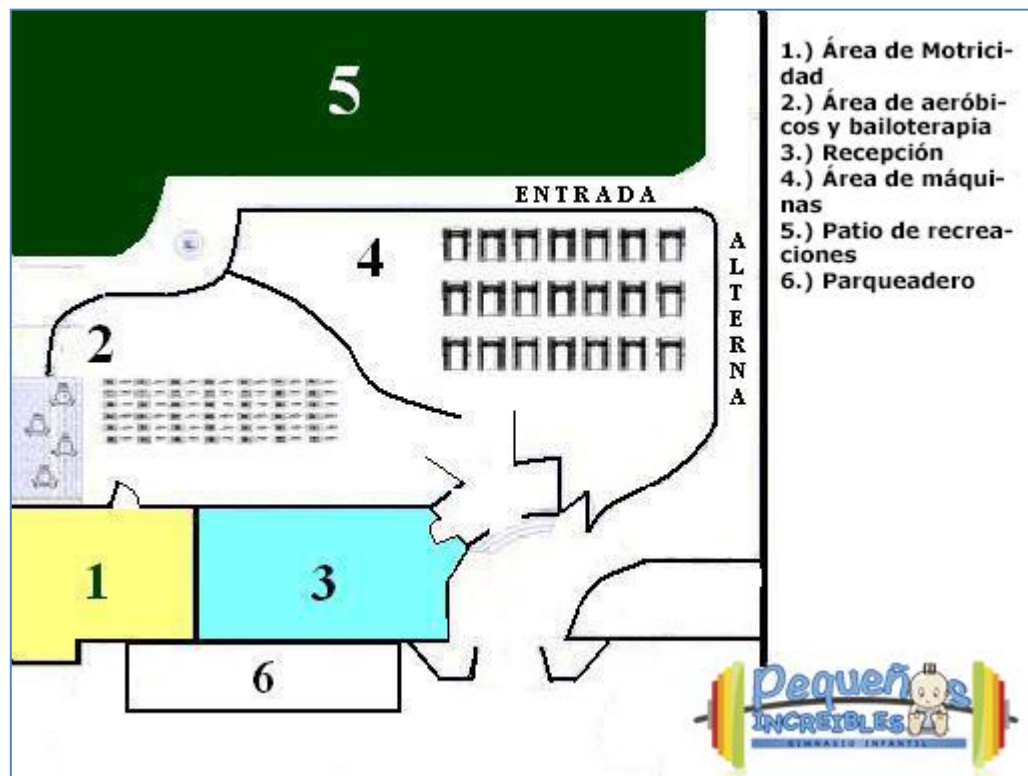 5
ENTRADA
ALTERNA
4
2
1
3
6
1.) Área de Motrici-
dad
2.) Área de aeróbi-
cos y bailoterapia
3.) Recepción
4.) Área de máqui-
nas
5.) Patio de recrea-
ciones
6.) Parqueadero
Pequeños
INCREIBLES
GIMNASIO INFANTIL